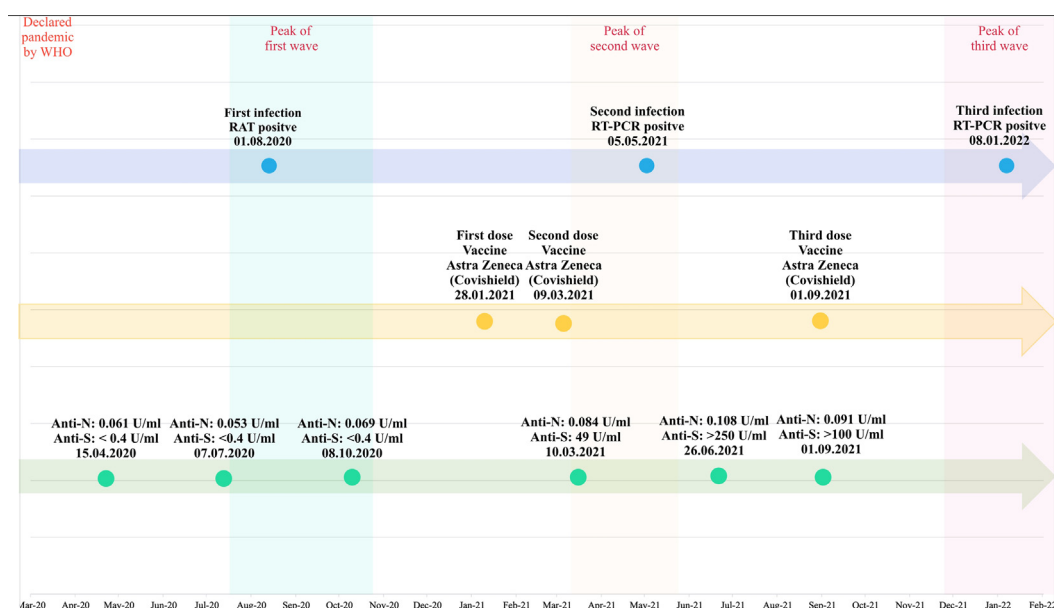 Declared
pandemic
by WHO
Peak of
first wave
Peak of
second wave
Peak of
third wave
First infection
RAT positve
01.08.2020
Second infection
RT-PCR positve
05.05.2021
Third infection
RT-PCR positve
08.01.2022
First dose
Vaccine
Astra Zeneca
(Covishield)
28.01.2021
Second dose
Vaccine
Astra Zeneca
(Covishield)
09.03.2021
Third dose
Vaccine
Astra Zeneca
(Covishield)
01.09.2021
Anti-N: 0.061 U/ml
Anti-S: < 0.4 U/ml
15.04.2020
Anti-N: 0.053 U/ml
Anti-S: <0.4 U/ml
07.07.2020
Anti-N: 0.069 U/ml
Anti-S: <0.4 U/ml
08.10.2020
Anti-N: 0.084 U/ml
Anti-S: 49 U/ml
10.03.2021
Anti-N: 0.108 U/ml
Anti-S: >250 U/ml
26.06.2021
Anti-N: 0.091 U/ml
Anti-S: >100 U/ml
01.09.2021
Mar-20 Apr-20 May-20 Jun-20 Jul-20 Aug-20 Sep-20 Oct-20 Nov-20 Dec-20 Jan-21 Feb-21 Mar-21 Apr-21 May-21 Jun-21 Jul-21 Aug-21 Sep-21 Oct-21 Nov-21 Dec-21 Jan-22 Feb-22